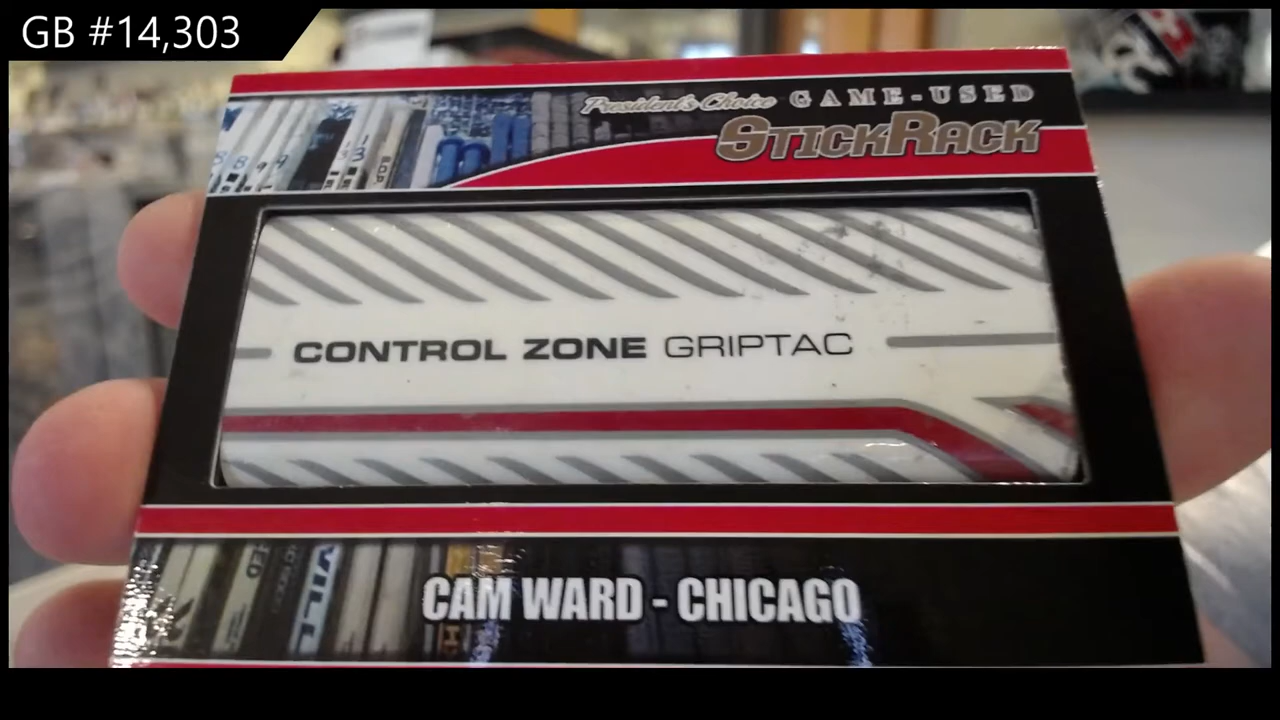 GB #14,303
President's Choice GAME-USED
STICKRACK
CONTROL ZONE GRIPTAC
CAM WARD - CHICAGO